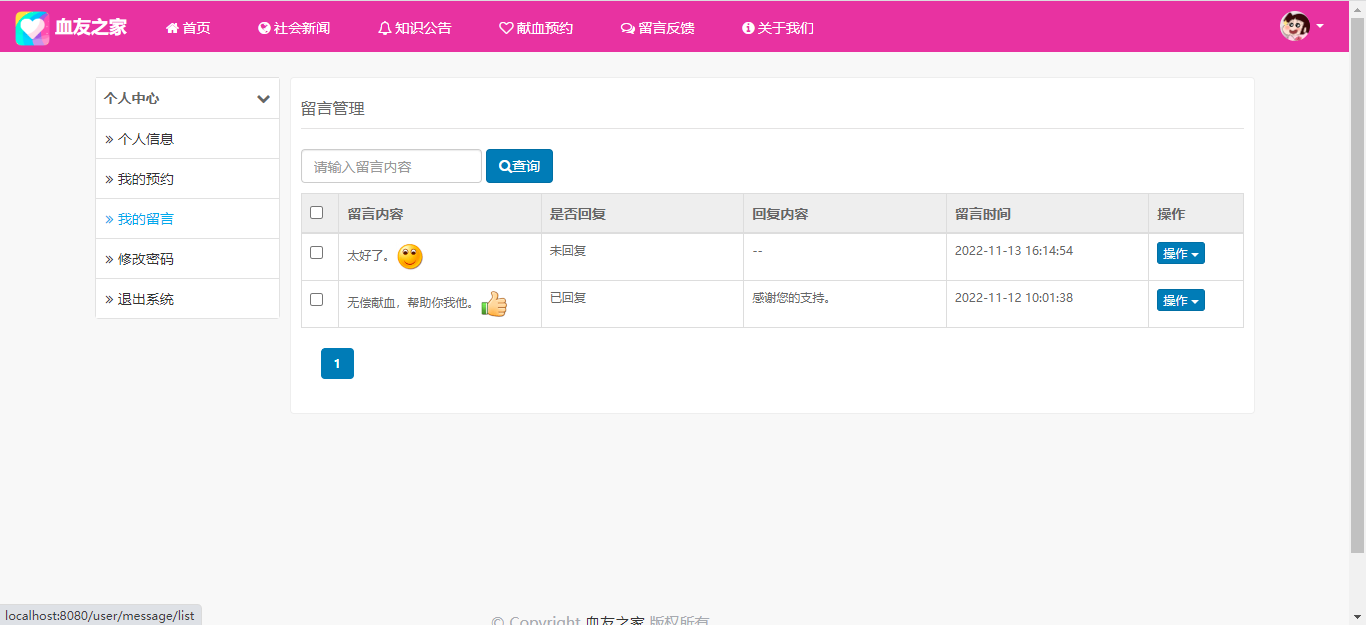 血友之家 首页 社会新闻 知识公告 献血预约 留言反馈 关于我们
个人中心
» 个人信息
» 我的预约
» 我的留言
» 修改密码
» 退出系统
留言管理
请输入留言内容 查询
留言内容 是否回复 回复内容 留言时间 操作
太好了。 未回复 -- 2022-11-13 16:14:54 操作
无偿献血，帮助你我他。 已回复 感谢您的支持。 2022-11-12 10:01:38 操作
1
localhost:8080/user/message/list
© Copyright 血友之家 版权所有